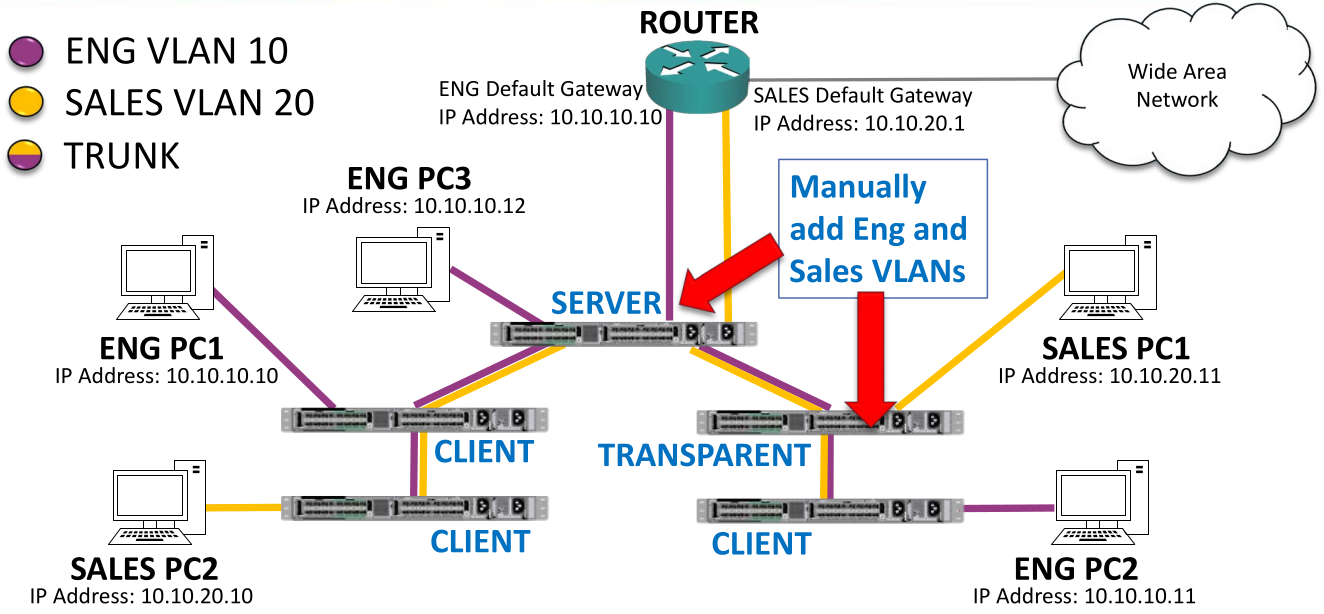 ROUTER
ENG VLAN 10
SALES VLAN 20
TRUNK
ENG Default Gateway
IP Address: 10.10.10.10
SALES Default Gateway
IP Address: 10.10.20.1
Wide Area
Network
ENG PC3
IP Address: 10.10.10.12
Manually
add Eng and
Sales VLANs
SERVER
ENG PC1
IP Address: 10.10.10.10
SALES PC1
IP Address: 10.10.20.11
CLIENT
TRANSPARENT
CLIENT
CLIENT
SALES PC2
IP Address: 10.10.20.10
ENG PC2
IP Address: 10.10.10.11